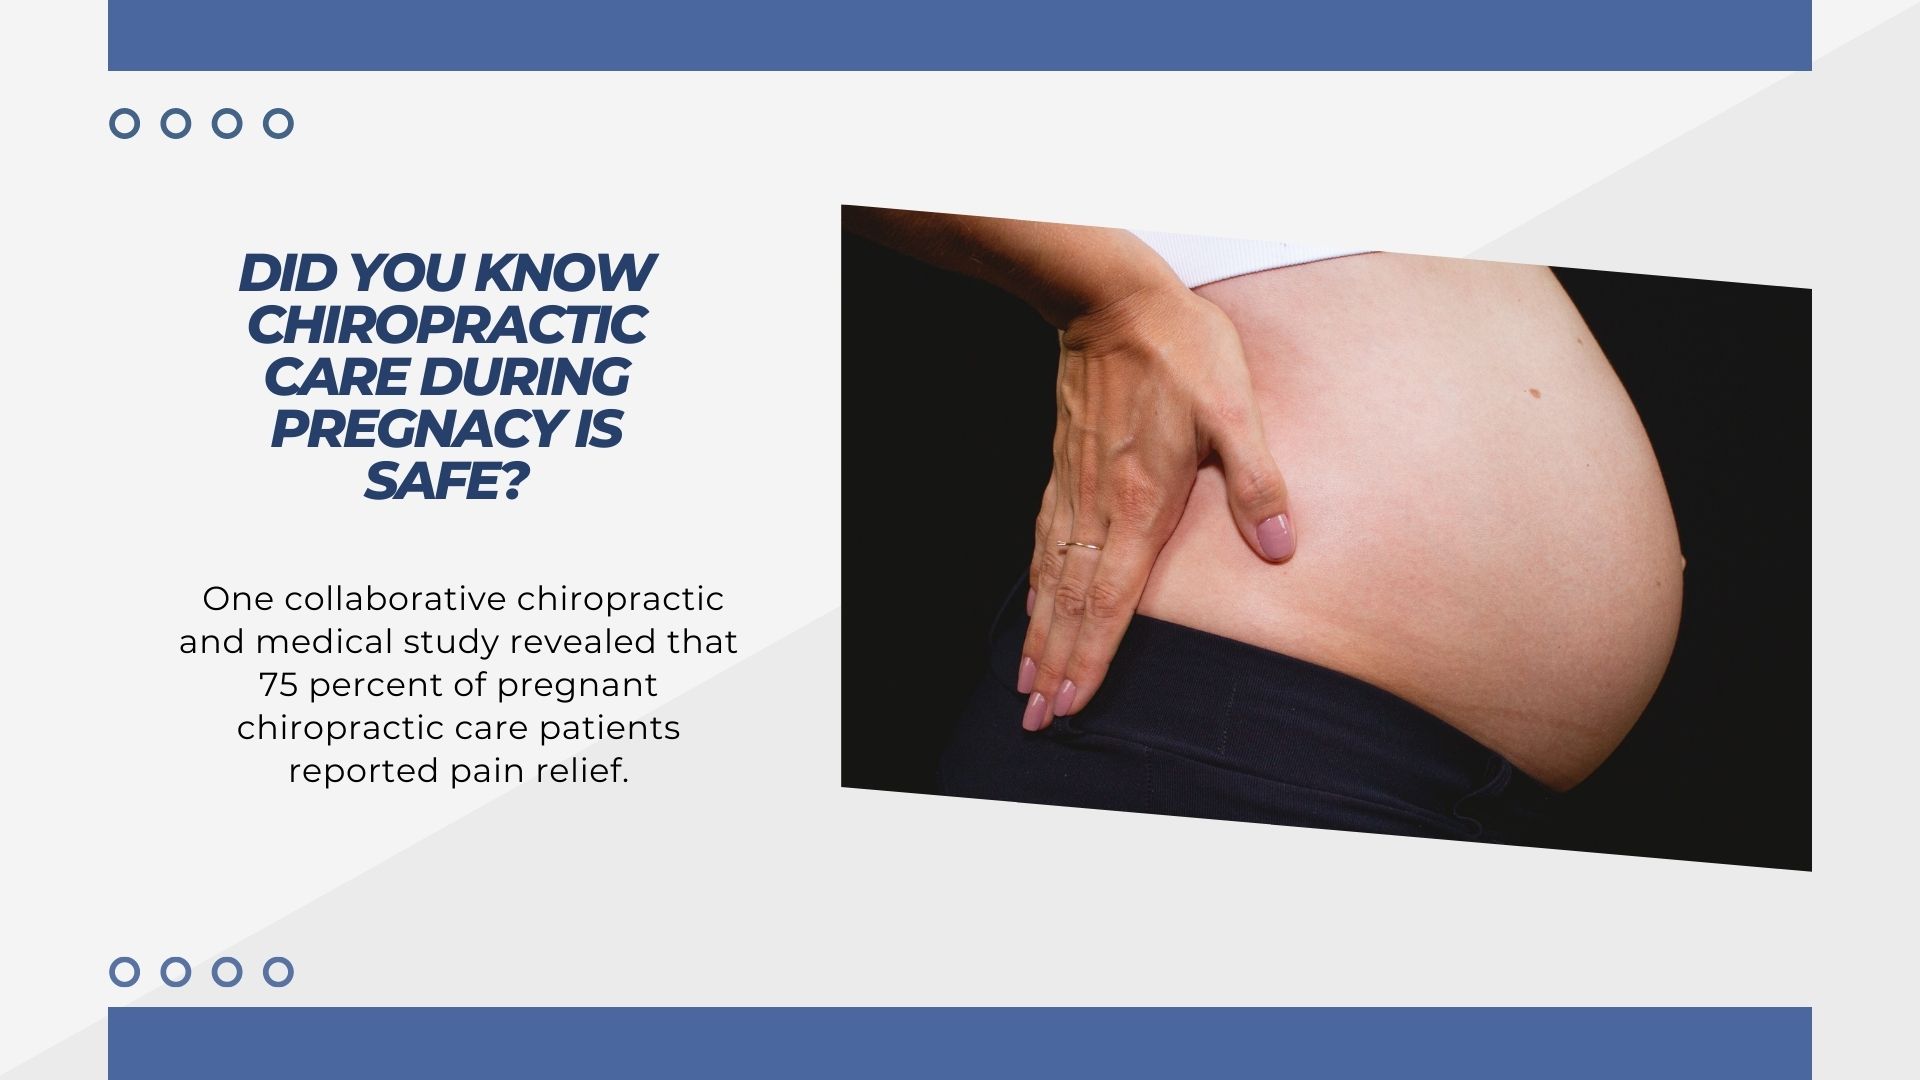 DID YOU KNOW
CHIROPRACTIC
CARE DURING
PREGNACY IS
SAFE?
One collaborative chiropractic
and medical study revealed that
75 percent of pregnant
chiropractic care patients
reported pain relief.